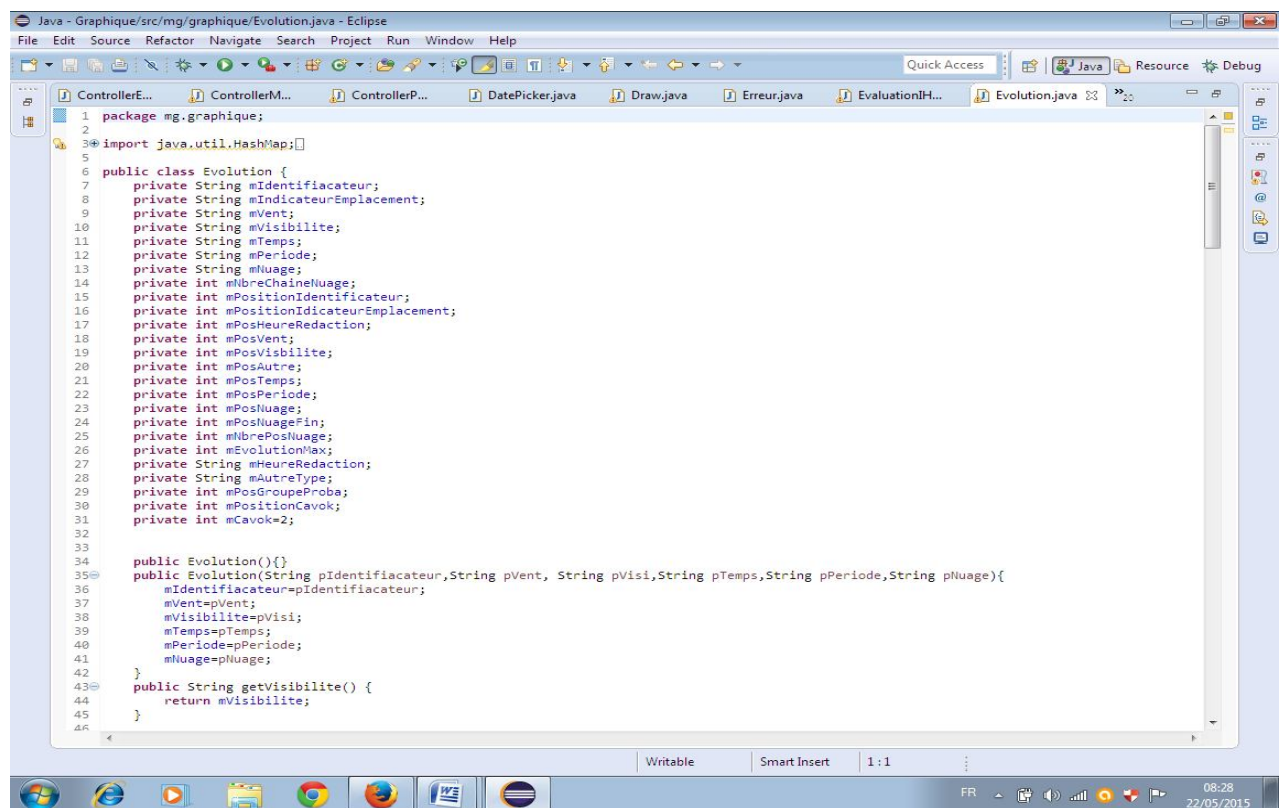 Java - Graphique/src/mg/graphique/Evolution.java - Eclipse
File Edit Source Refactor Navigate Search Project Run Window Help
Quick Access Java Resource Debug
ControllerE... ControllerM... ControllerP... DatePicker.java Draw.java Erreur.java EvaluationIH... Evolution.java »20
1 package mg.graphique;
2
3 import java.util.HashMap;
5
6 public class Evolution {
7 private String mIdentifiacateur;
8 private String mIndicateurEmplacement;
9 private String mVent;
10 private String mVisibilite;
11 private String mTemps;
12 private String mPeriode;
13 private String mNuage;
14 private int mNbreChaineNuage;
15 private int mPositionIdentificateur;
16 private int mPositionIdicateurEmplacement;
17 private int mPosHeureRedaction;
18 private int mPosVent;
19 private int mPosVisbilite;
20 private int mPosAutre;
21 private int mPosTemps;
22 private int mPosPeriode;
23 private int mPosNuage;
24 private int mPosNuageFin;
25 private int mNbrePosNuage;
26 private int mEvolutionMax;
27 private String mHeureRedaction;
28 private String mAutreType;
29 private int mPosGroupeProba;
30 private int mPositionCavok;
31 private int mCavok=2;
32
33
34 public Evolution(){}
35 public Evolution(String pIdentifiacateur,String pVent, String pVisi,String pTemps,String pPeriode,String pNuage){
36 mIdentifiacateur=pIdentifiacateur;
37 mVent=pVent;
38 mVisibilite=pVisi;
39 mTemps=pTemps;
40 mPeriode=pPeriode;
41 mNuage=pNuage;
42 }
43 public String getVisibilite() {
44 return mVisibilite;
45 }
46
Writable Smart Insert 1 : 1
FR 08:28
22/05/2015